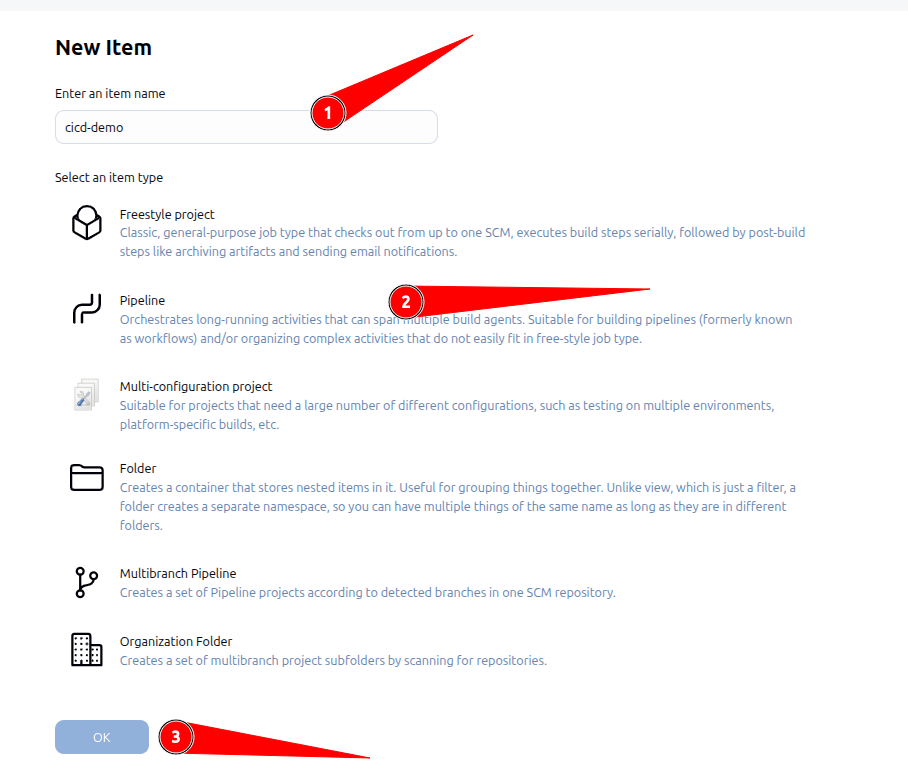 New Item
Enter an item name
1
cicd-demo
Select an item type
Freestyle project
Classic, general-purpose job type that checks out from up to one SCM, executes build steps serially, followed by post-build
steps like archiving artifacts and sending email notifications.
Pipeline
2
Orchestrates long-running activities that can span multiple build agents. Suitable for building pipelines (formerly known
as workflows) and/or organizing complex activities that do not easily fit in free-style job type.
Multi-configuration project
Suitable for projects that need a large number of different configurations, such as testing on multiple environments,
platform-specific builds, etc.
Folder
Creates a container that stores nested items in it. Useful for grouping things together. Unlike view, which is just a filter, a
folder creates a separate namespace, so you can have multiple things of the same name as long as they are in different
folders.
Multibranch Pipeline
Creates a set of Pipeline projects according to detected branches in one SCM repository.
Organization Folder
Creates a set of multibranch project subfolders by scanning for repositories.
OK
3